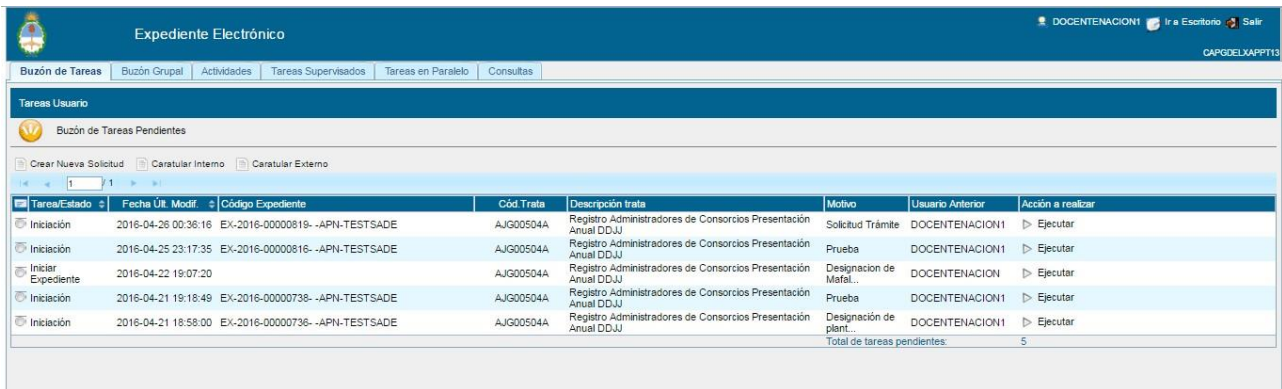 DOCENTENACION1 Ir a Escritorio Salir
Expediente Electrónico
CAPGDELXAPPT13
Buzón de Tareas Buzón Grupal Actividades Tareas Supervisados Tareas en Paralelo Consultas
Tareas Usuario
Buzón de Tareas Pendientes
Crear Nueva Solicitud Caratular Interno Caratular Externo
1 / 1
Tarea/Estado Fecha Últ. Modif. Código Expediente Cód.Trata Descripción trata Motivo Usuario Anterior Acción a realizar
Iniciación 2016-04-26 00:36:16 EX-2016-00000819- -APN-TESTSADE AJG00504A Registro Administradores de Consorcios Presentación Anual DDJJ Solicitud Trámite DOCENTENACION1 Ejecutar
Iniciación 2016-04-25 23:17:35 EX-2016-00000816- -APN-TESTSADE AJG00504A Registro Administradores de Consorcios Presentación Anual DDJJ Prueba DOCENTENACION1 Ejecutar
Iniciar Expediente 2016-04-22 19:07:20 AJG00504A Registro Administradores de Consorcios Presentación Anual DDJJ Designacion de Mafal... DOCENTENACION Ejecutar
Iniciación 2016-04-21 19:18:49 EX-2016-00000738- -APN-TESTSADE AJG00504A Registro Administradores de Consorcios Presentación Anual DDJJ Prueba DOCENTENACION1 Ejecutar
Iniciación 2016-04-21 18:58:00 EX-2016-00000736- -APN-TESTSADE AJG00504A Registro Administradores de Consorcios Presentación Anual DDJJ Designación de plant... DOCENTENACION1 Ejecutar
Total de tareas pendientes: 5